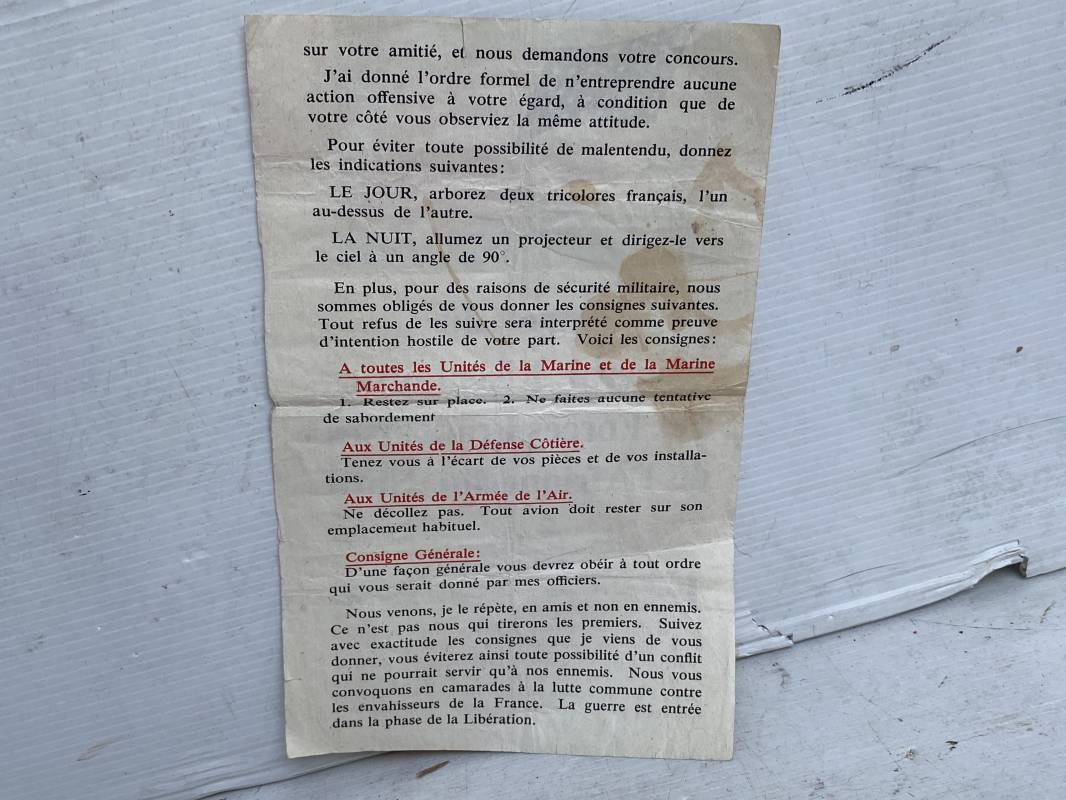 sur votre amitié, et nous demandons votre concours.
J'ai donné l'ordre formel de n'entreprendre aucune
action offensive à votre égard, à condition que de
votre côté vous observiez la même attitude.
Pour éviter toute possibilité de malentendu, donnez
les indications suivantes:
LE JOUR, arborez deux tricolores français, l'un
au-dessus de l'autre.
LA NUIT, allumez un projecteur et dirigez-le vers
le ciel à un angle de 90°.
En plus, pour des raisons de sécurité militaire, nous
sommes obligés de vous donner les consignes suivantes.
Tout refus de les suivre sera interprété comme preuve
d'intention hostile de votre part. Voici les consignes:
A toutes les Unités de la Marine et de la Marine
Marchande.
1. Restez sur place. 2. Ne faites aucune tentative
de sabordement
Aux Unités de la Défense Côtière.
Tenez vous à l'écart de vos pièces et de vos installa-
tions.
Aux Unités de l'Armée de l'Air.
Ne décollez pas. Tout avion doit rester sur son
emplacement habituel.
Consigne Générale:
D'une façon générale vous devrez obéir à tout ordre
qui vous serait donné par mes officiers.
Nous venons, je le répète, en amis et non en ennemis.
Ce n'est pas nous qui tirerons les premiers. Suivez
avec exactitude les consignes que je viens de vous
donner, vous éviterez ainsi toute possibilité d'un conflit
qui ne pourrait servir qu'à nos ennemis. Nous vous
convoquons en camarades à la lutte commune contre
les envahisseurs de la France. La guerre est entrée
dans la phase de la Libération.